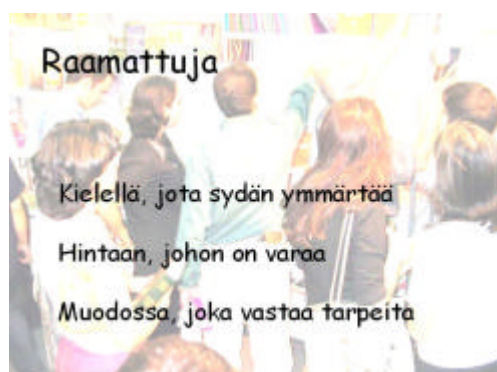 Raamattuja
Kielellä, jota sydän ymmärtää
Hintaan, johon on varaa
Muodossa, joka vastaa tarpeita